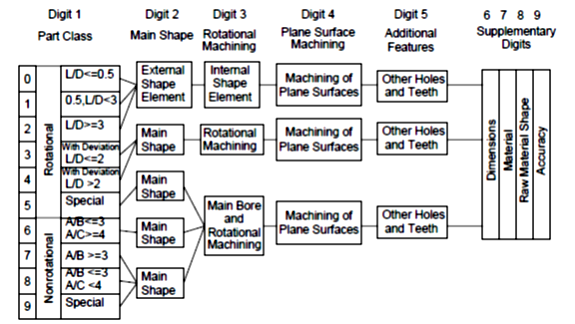 Digit 1
Part Class
Digit 2
Main Shape
Digit 3
Rotational
Machining
Digit 4
Plane Surface
Machining
Digit 5
Additional
Features
6 7 8 9
Supplementary
Digits
0
1
2
3
4
5
6
7
8
9
Rotational
Nonrotational
L/D<=0.5
0.5,L/D<3
L/D>=3
With Deviation
L/D<=2
With Deviation
L/D >2
Special
A/B<=3
A/C>=4
A/B >=3
A/B <=3
A/C <4
Special
External
Shape
Element
Main
Shape
Main
Shape
Main
Shape
Main
Shape
Internal
Shape
Element
Rotational
Machining
Main Bore
and
Rotational
Machining
Machining of
Plane Surfaces
Machining of
Plane Surfaces
Machining of
Plane Surfaces
Other Holes
and Teeth
Other Holes
and Teeth
Other Holes
and Teeth
Dimensions
Material
Raw Material Shape
Accuracy